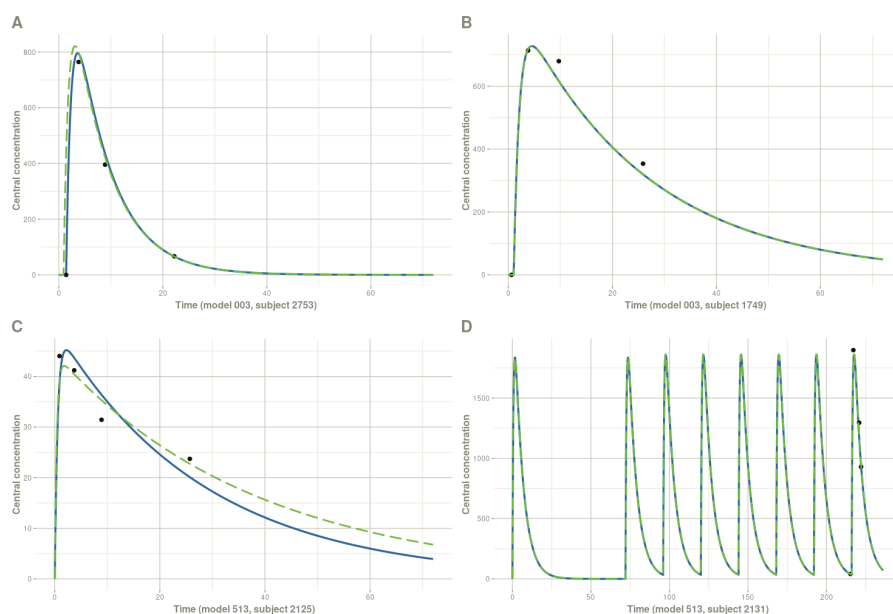 A
B
800
600
400
200
0
Central concentration
0
20
40
60
Time (model 003, subject 2753)
600
400
200
0
Central concentration
0
20
40
60
Time (model 003, subject 1749)
C
D
40
30
20
10
0
Central concentration
0
20
40
60
Time (model 513, subject 2125)
1500
1000
500
0
Central concentration
0
50
100
150
200
Time (model 513, subject 2131)